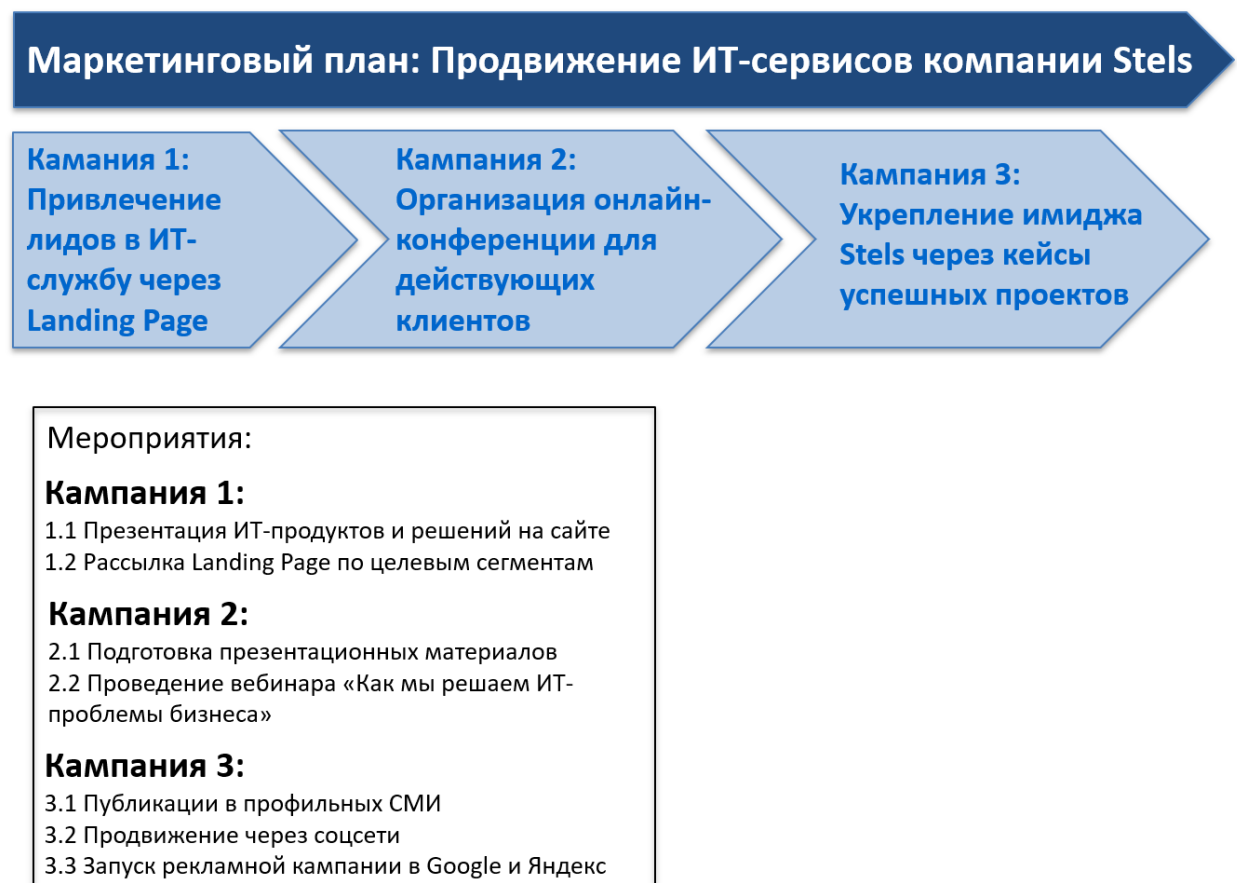 Маркетинговый план: Продвижение ИТ-сервисов компании Stels
Камания 1:
Привлечение
лидов в ИТ-
службу через
Landing Page
Кампания 2:
Организация онлайн-
конференции для
действующих
клиентов
Кампания 3:
Укрепление имиджа
Stels через кейсы
успешных проектов
Мероприятия:
Кампания 1:
1.1 Презентация ИТ-продуктов и решений на сайте
1.2 Рассылка Landing Page по целевым сегментам
Кампания 2:
2.1 Подготовка презентационных материалов
2.2 Проведение вебинара «Как мы решаем ИТ-
проблемы бизнеса»
Кампания 3:
3.1 Публикации в профильных СМИ
3.2 Продвижение через соцсети
3.3 Запуск рекламной кампании в Google и Яндекс